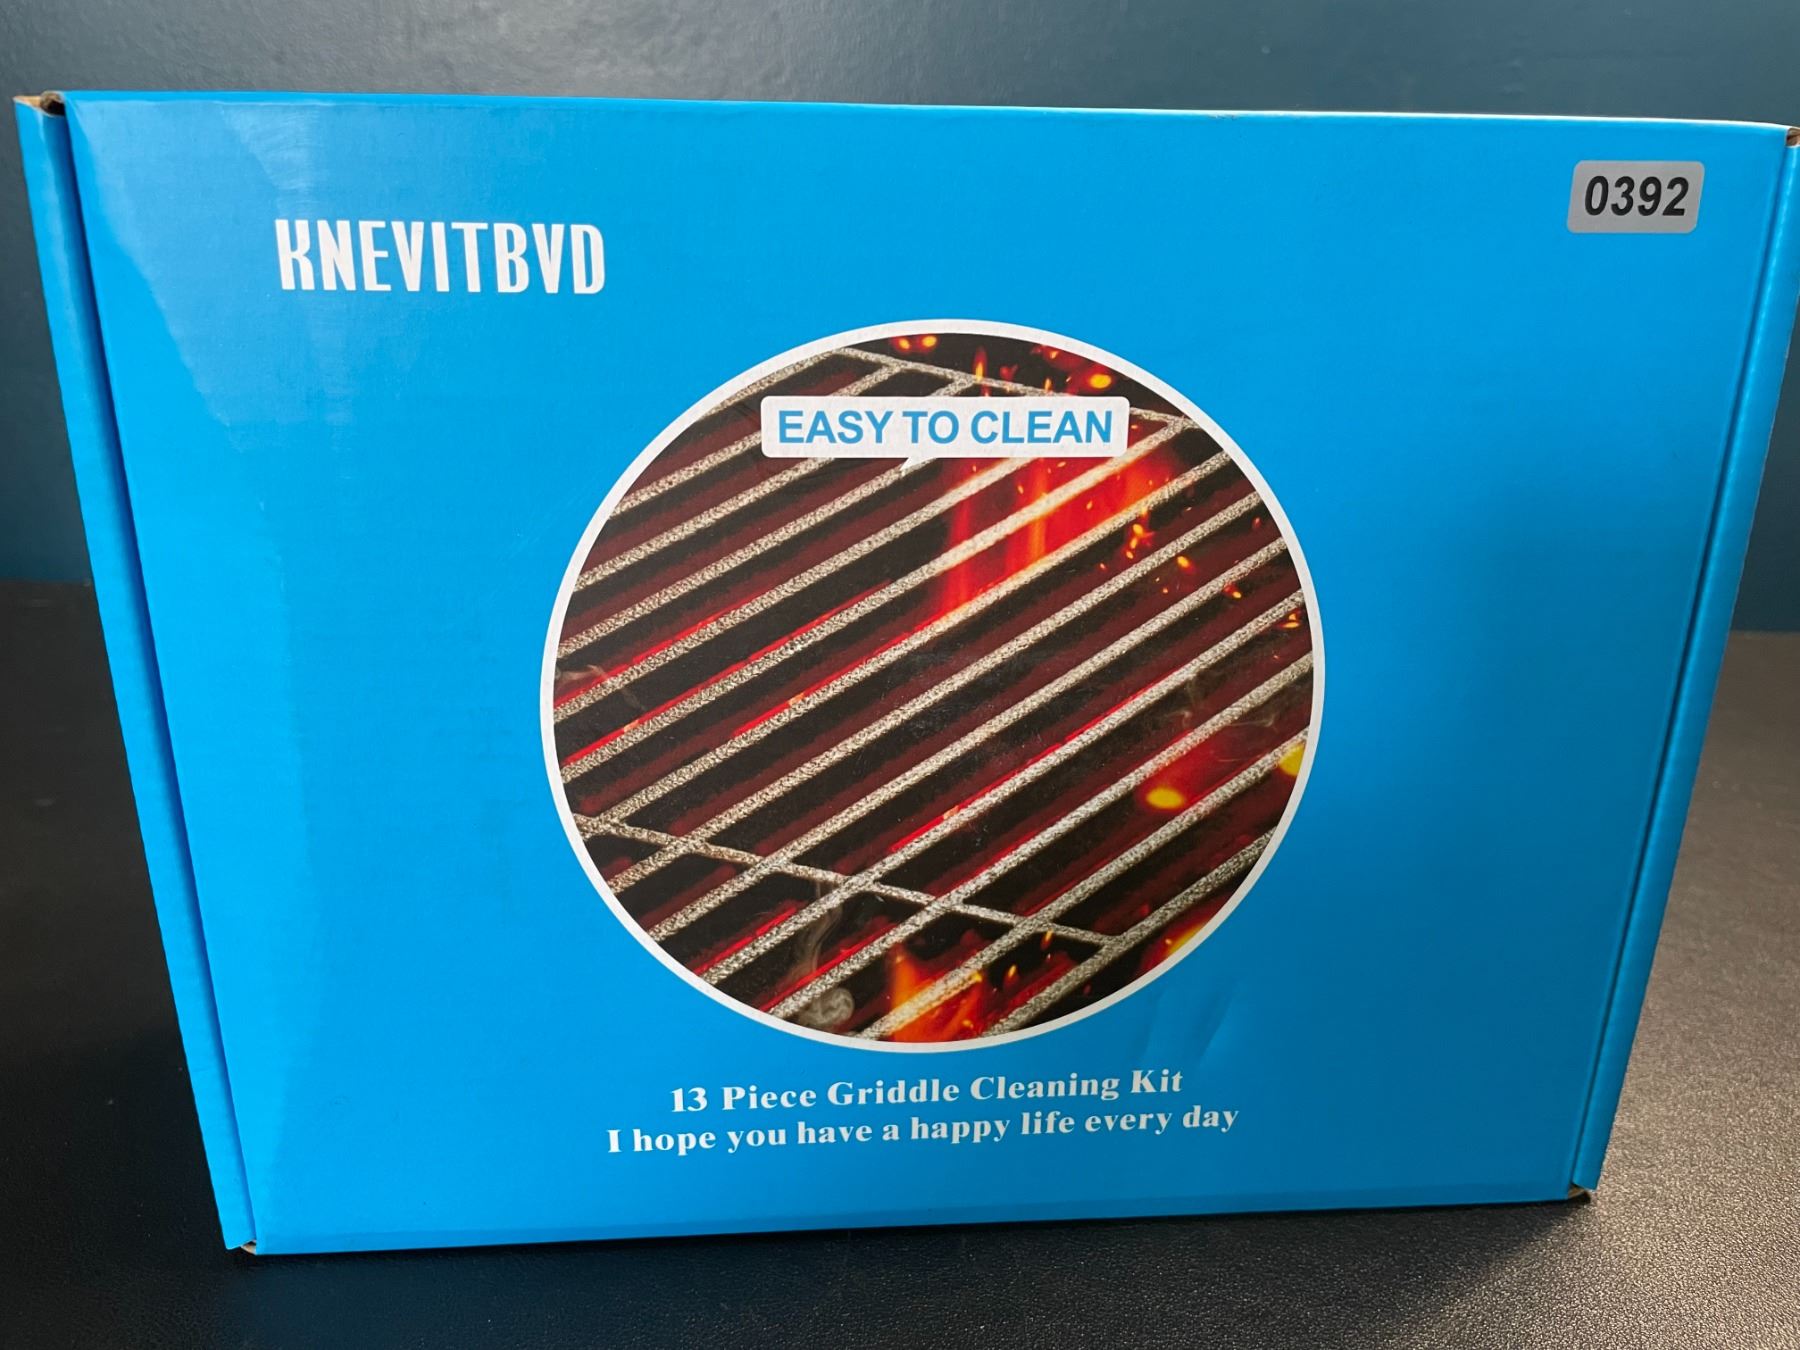 KNEVITBVD
0392
EASY TO CLEAN
13 Piece Griddle Cleaning Kit
I hope you have a happy life every day